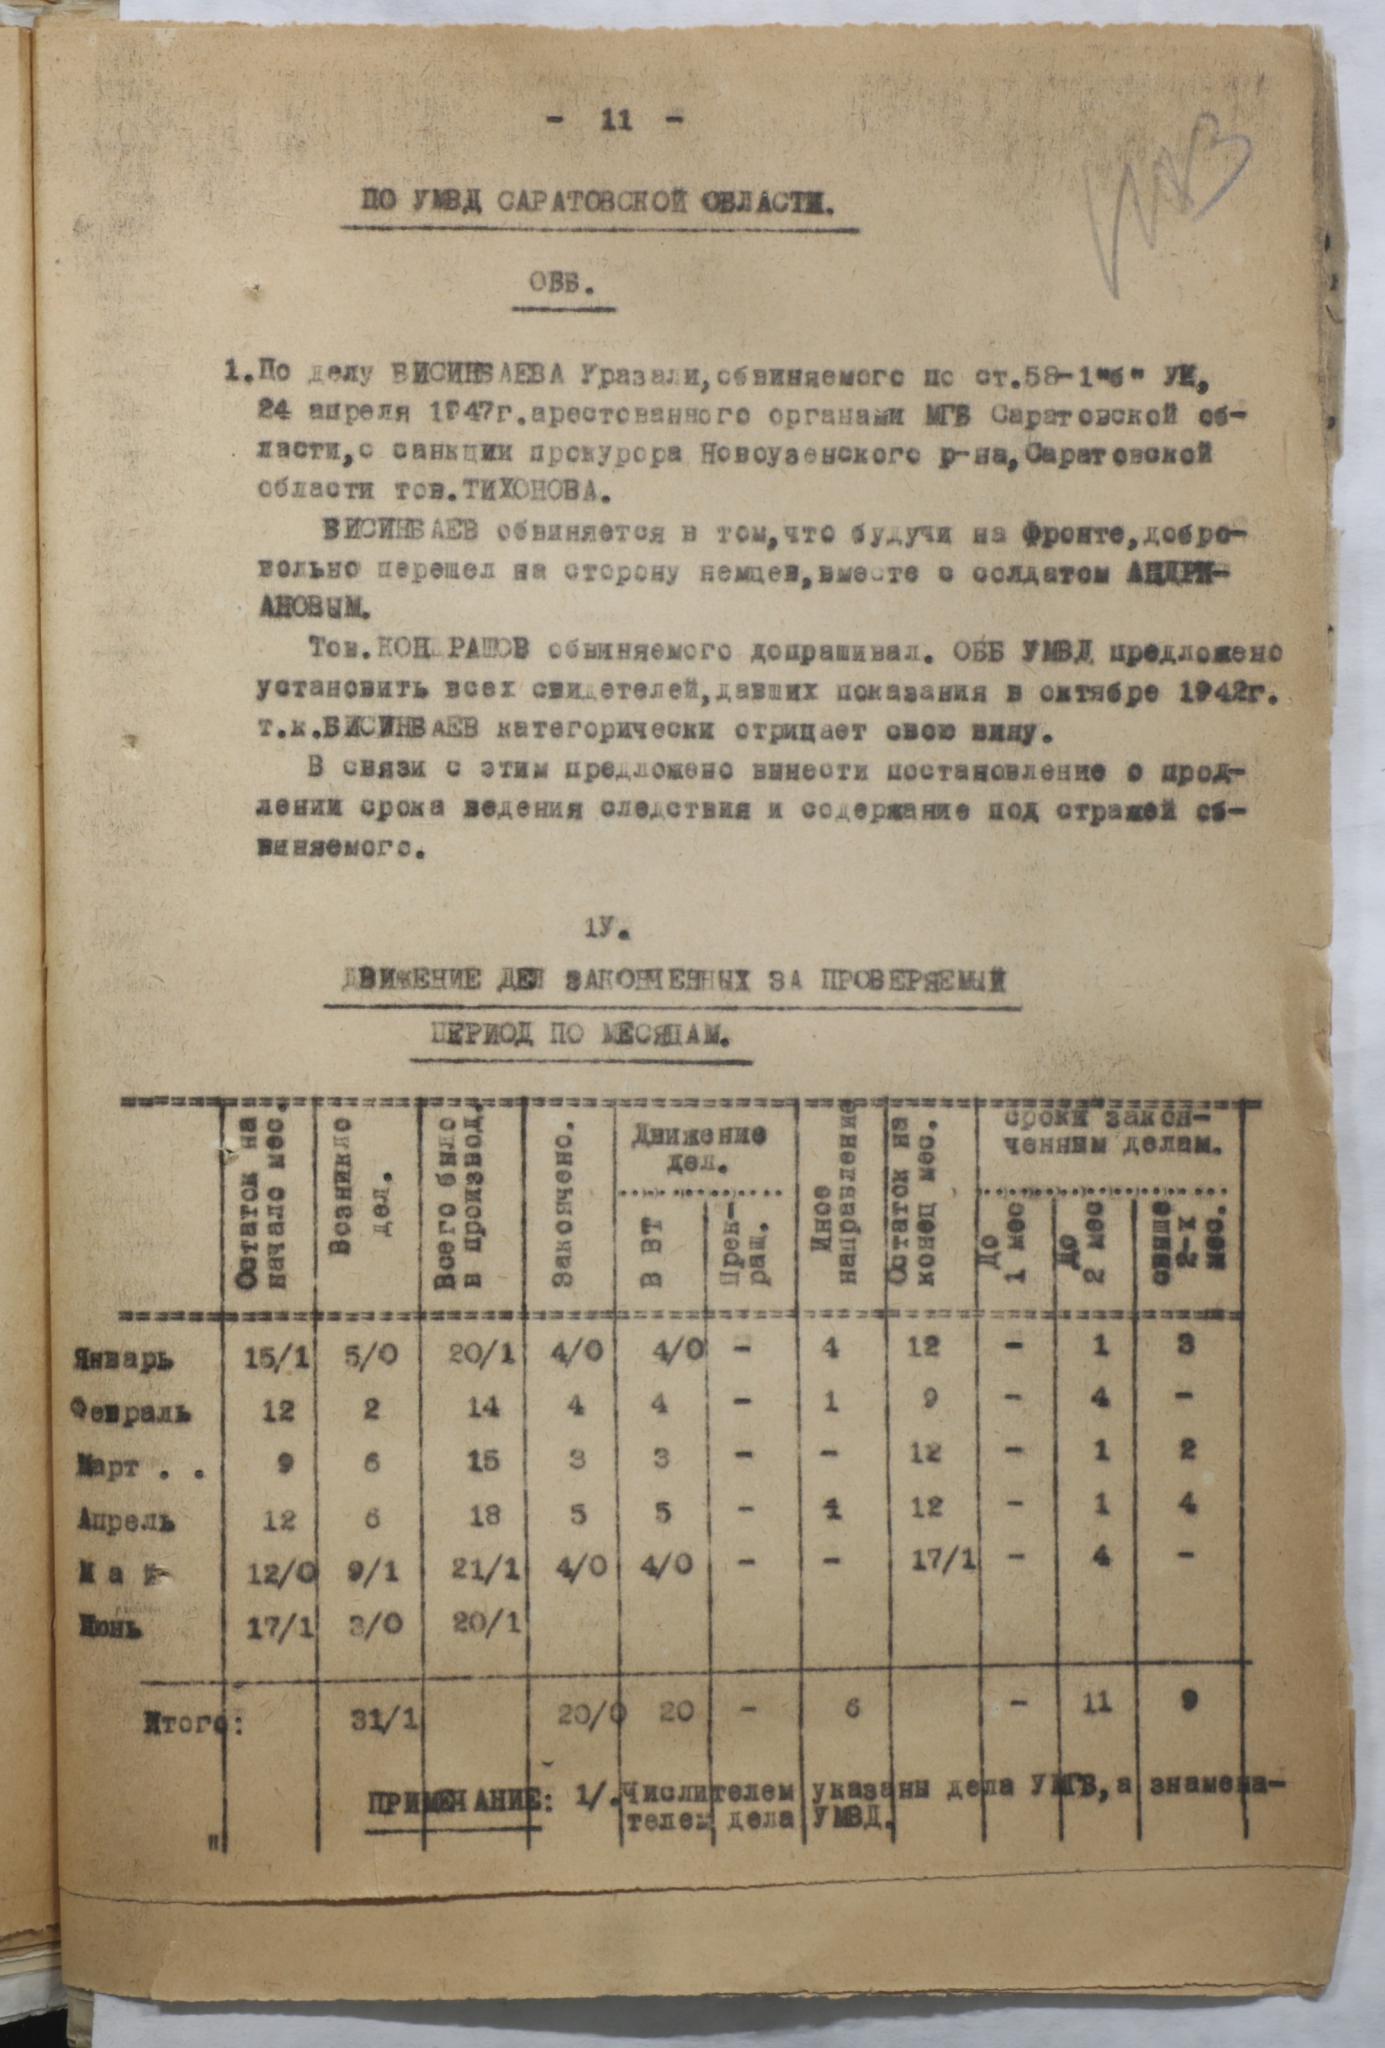 - 11 -
ПО УМВД САРАТОВСКОЙ ОБЛАСТИ.
ОББ.
1.По делу БИСИНБАЕВА Уразали,обвиняемого по ст.58-1"б" УК,
24 апреля 1947г.арестованного органами МГБ Саратовской об-
ласти,с санкции прокурора Новоузенского р-на,Саратовской
области тов.ТИХОНОВА.
БИСИНБАЕВ обвиняется в том,что будучи на фронте,добро-
вольно перешел на сторону немцев,вместе с солдатом АНДРИ-
АНОВЫМ.
Тов.КОНДРАШОВ обвиняемого допрашивал. ОББ УМВД предложено
установить всех свидетелей,давших показания в октябре 1942г.
т.к.БИСИНБАЕВ категорически отрицает свою вину.
В связи с этим предложено вынести постановление о прод-
лении срока ведения следствия и содержание под стражей об-
виняемого.
1У.
ДВИЖЕНИЕ ДЕЛ ЗАКОНЧЕННЫХ ЗА ПРОВЕРЯЕМЫЙ
ПЕРИОД ПО МЕСЯЦАМ.
Остаток на начало мес. Возникло дел. Всего было в производ. Закончено. Движение дел. В ВТ Прек-ращ. Иное направление Остаток на конец мес. сроки закон-ченным делам. До 1 мес До 2 мес свыше 2-х мес.
Январь 15/1 5/0 20/1 4/0 4/0 - 4 12 - 1 3
Февраль 12 2 14 4 4 - 1 9 - 4 -
Март . . 9 6 15 3 3 - - 12 - 1 2
Апрель 12 6 18 5 5 - 1 12 - 1 4
М а й 12/0 9/1 21/1 4/0 4/0 - - 17/1 - 4 -
Июнь 17/1 3/0 20/1
Итого: 31/1 20/0 20 - 6 - 11 9
ПРИМЕЧАНИЕ: 1/.Числителем указаны дела УМГБ,а знамена-
" телем дела УМВД.